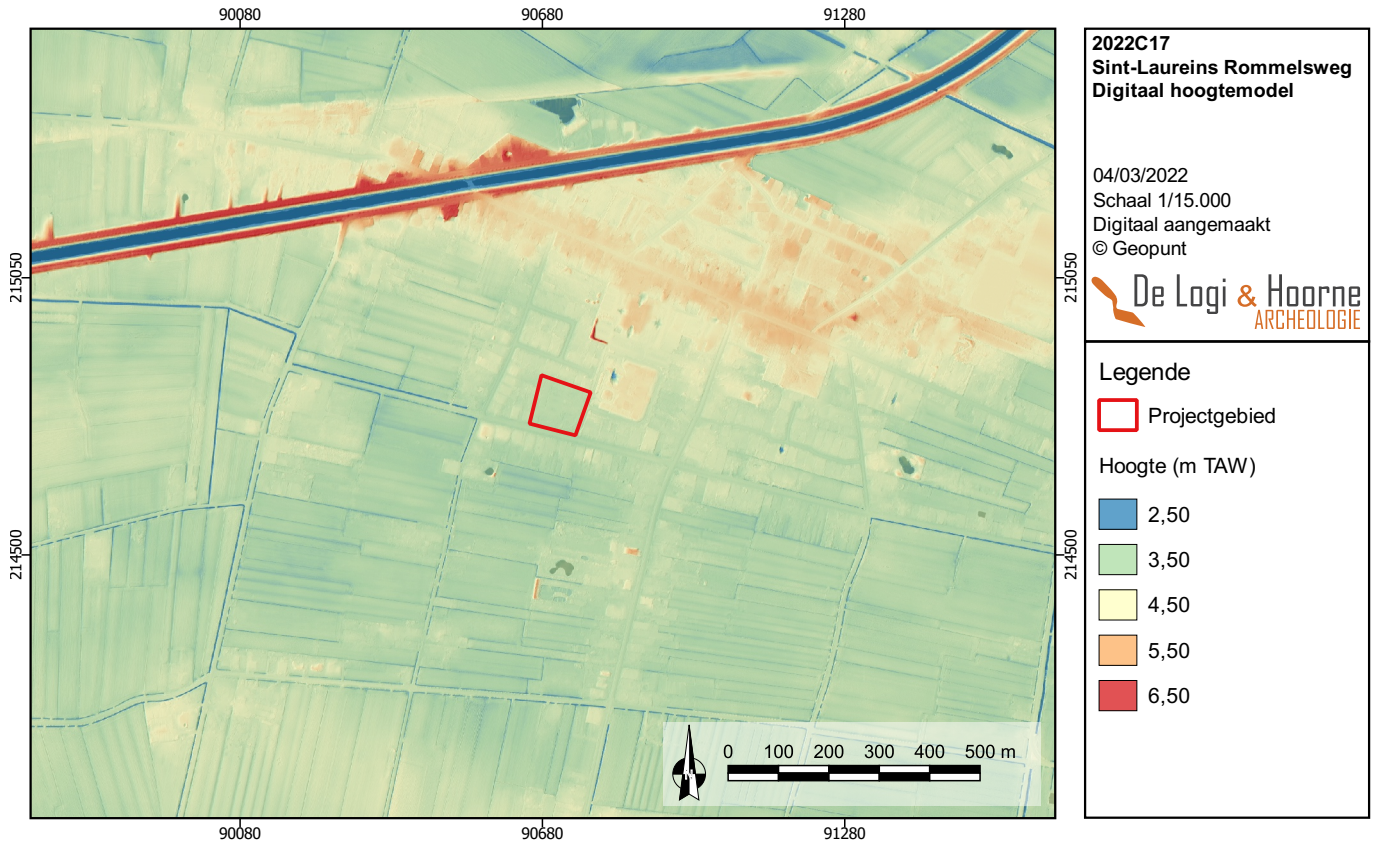 90080 90680 91280
2022C17
Sint-Laureins Rommelsweg
Digitaal hoogtemodel
04/03/2022
Schaal 1/15.000
Digitaal aangemaakt
© Geopunt
De Logi & Hoorne
ARCHEOLOGIE
Legende
Projectgebied
Hoogte (m TAW)
2,50
3,50
4,50
5,50
6,50
215050 215050
214500 214500
N
0 100 200 300 400 500 m
90080 90680 91280